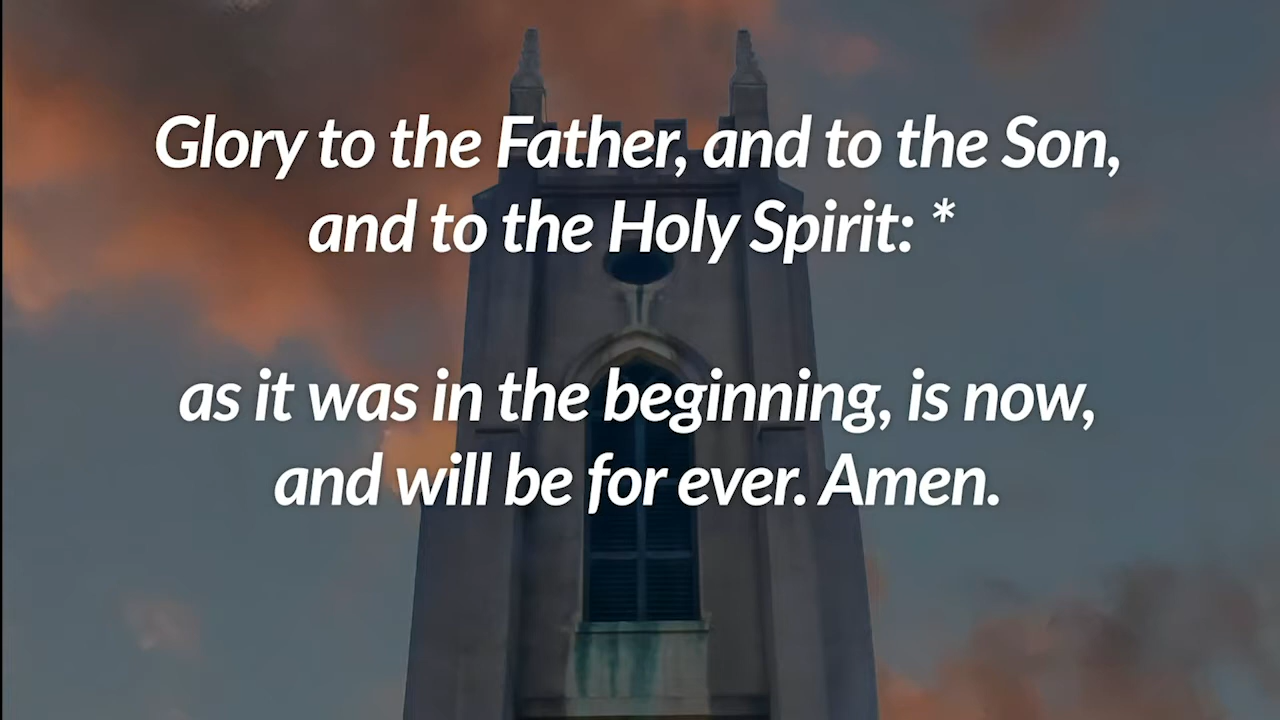 Glory to the Father, and to the Son,
and to the Holy Spirit: *
as it was in the beginning, is now,
and will be for ever. Amen.